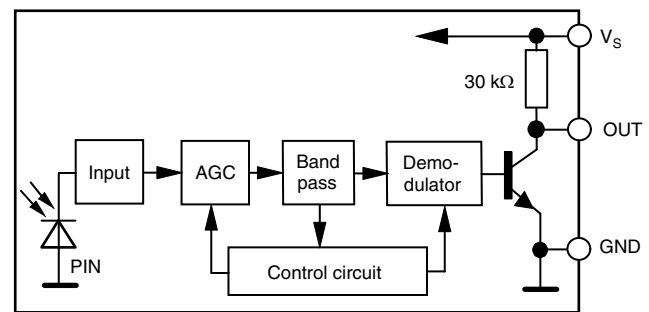 V_S
30 kΩ
OUT
Input
AGC
Band
pass
Demo-
dulator
GND
PIN
Control circuit